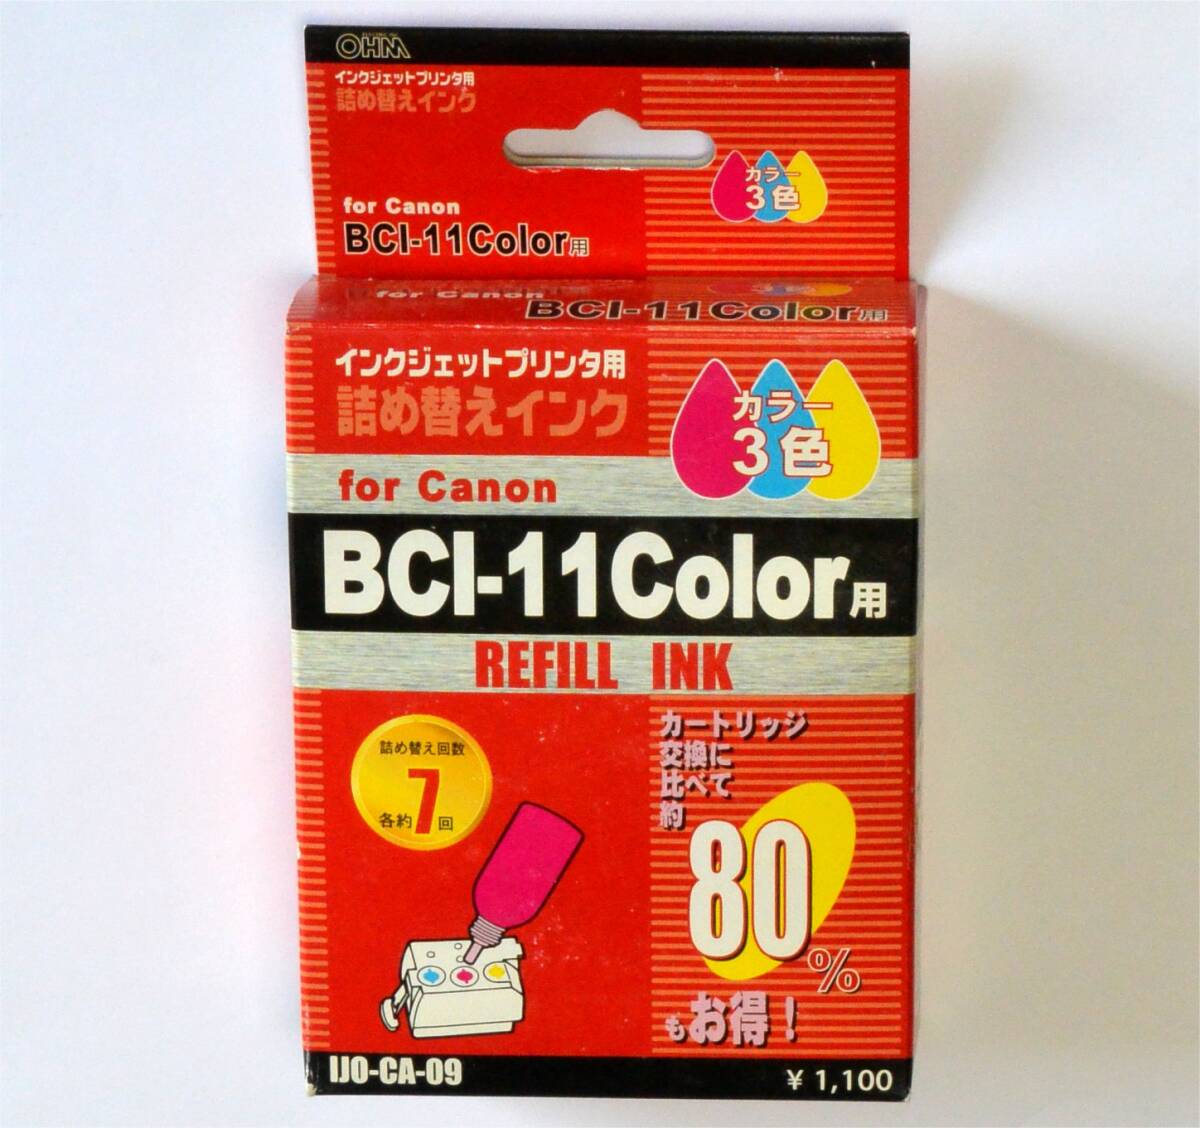 OHM
インクジェットプリンタ用
詰め替えインク
カラー
3色
for Canon
BCI-11Color用
for Canon
BCI-11Color用
インクジェットプリンタ用
詰め替えインク
カラー
3色
for Canon
BCI-11Color用
REFILL INK
詰め替え回数
各約7回
カートリッジ
交換に
比べて
約
80%
もお得!
IJO-CA-09
¥ 1,100